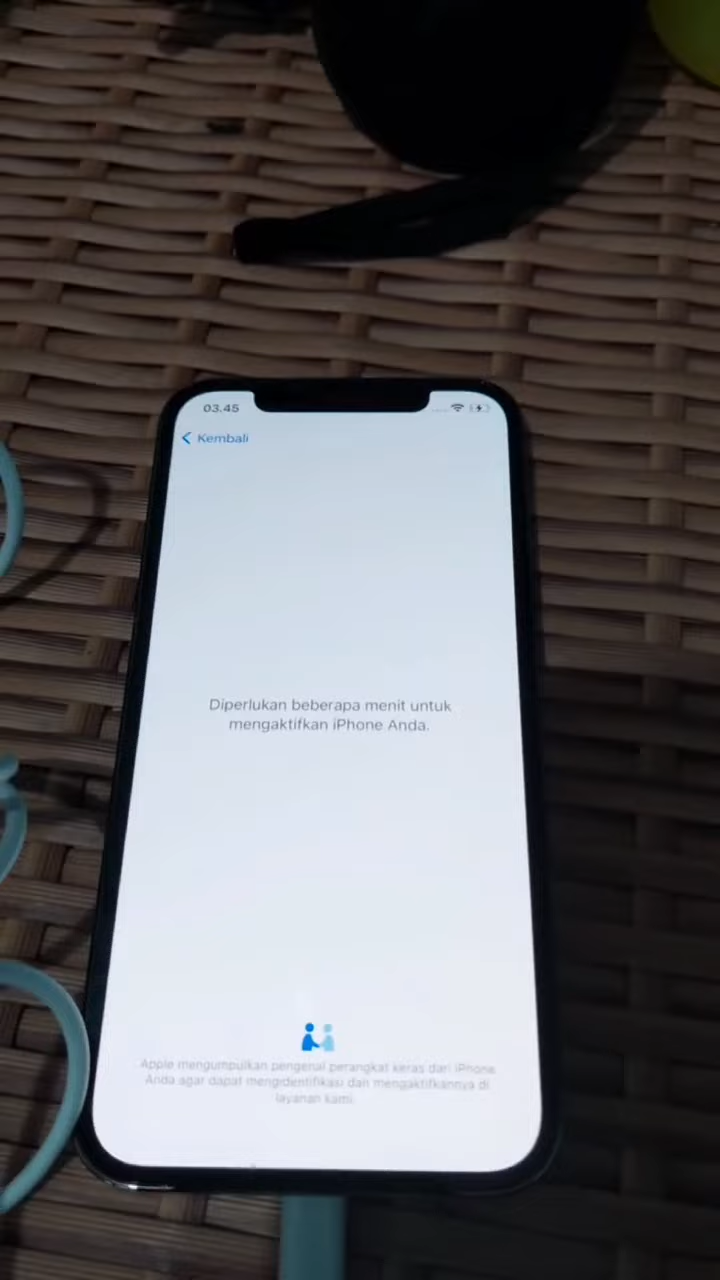 03.45
Kembali
Diperlukan beberapa menit untuk
mengaktifkan iPhone Anda.
Apple mengumpulkan pengenal perangkat keras dari iPhone
Anda agar dapat mengidentifikasi dan mengaktifkannya di
layanan kami.